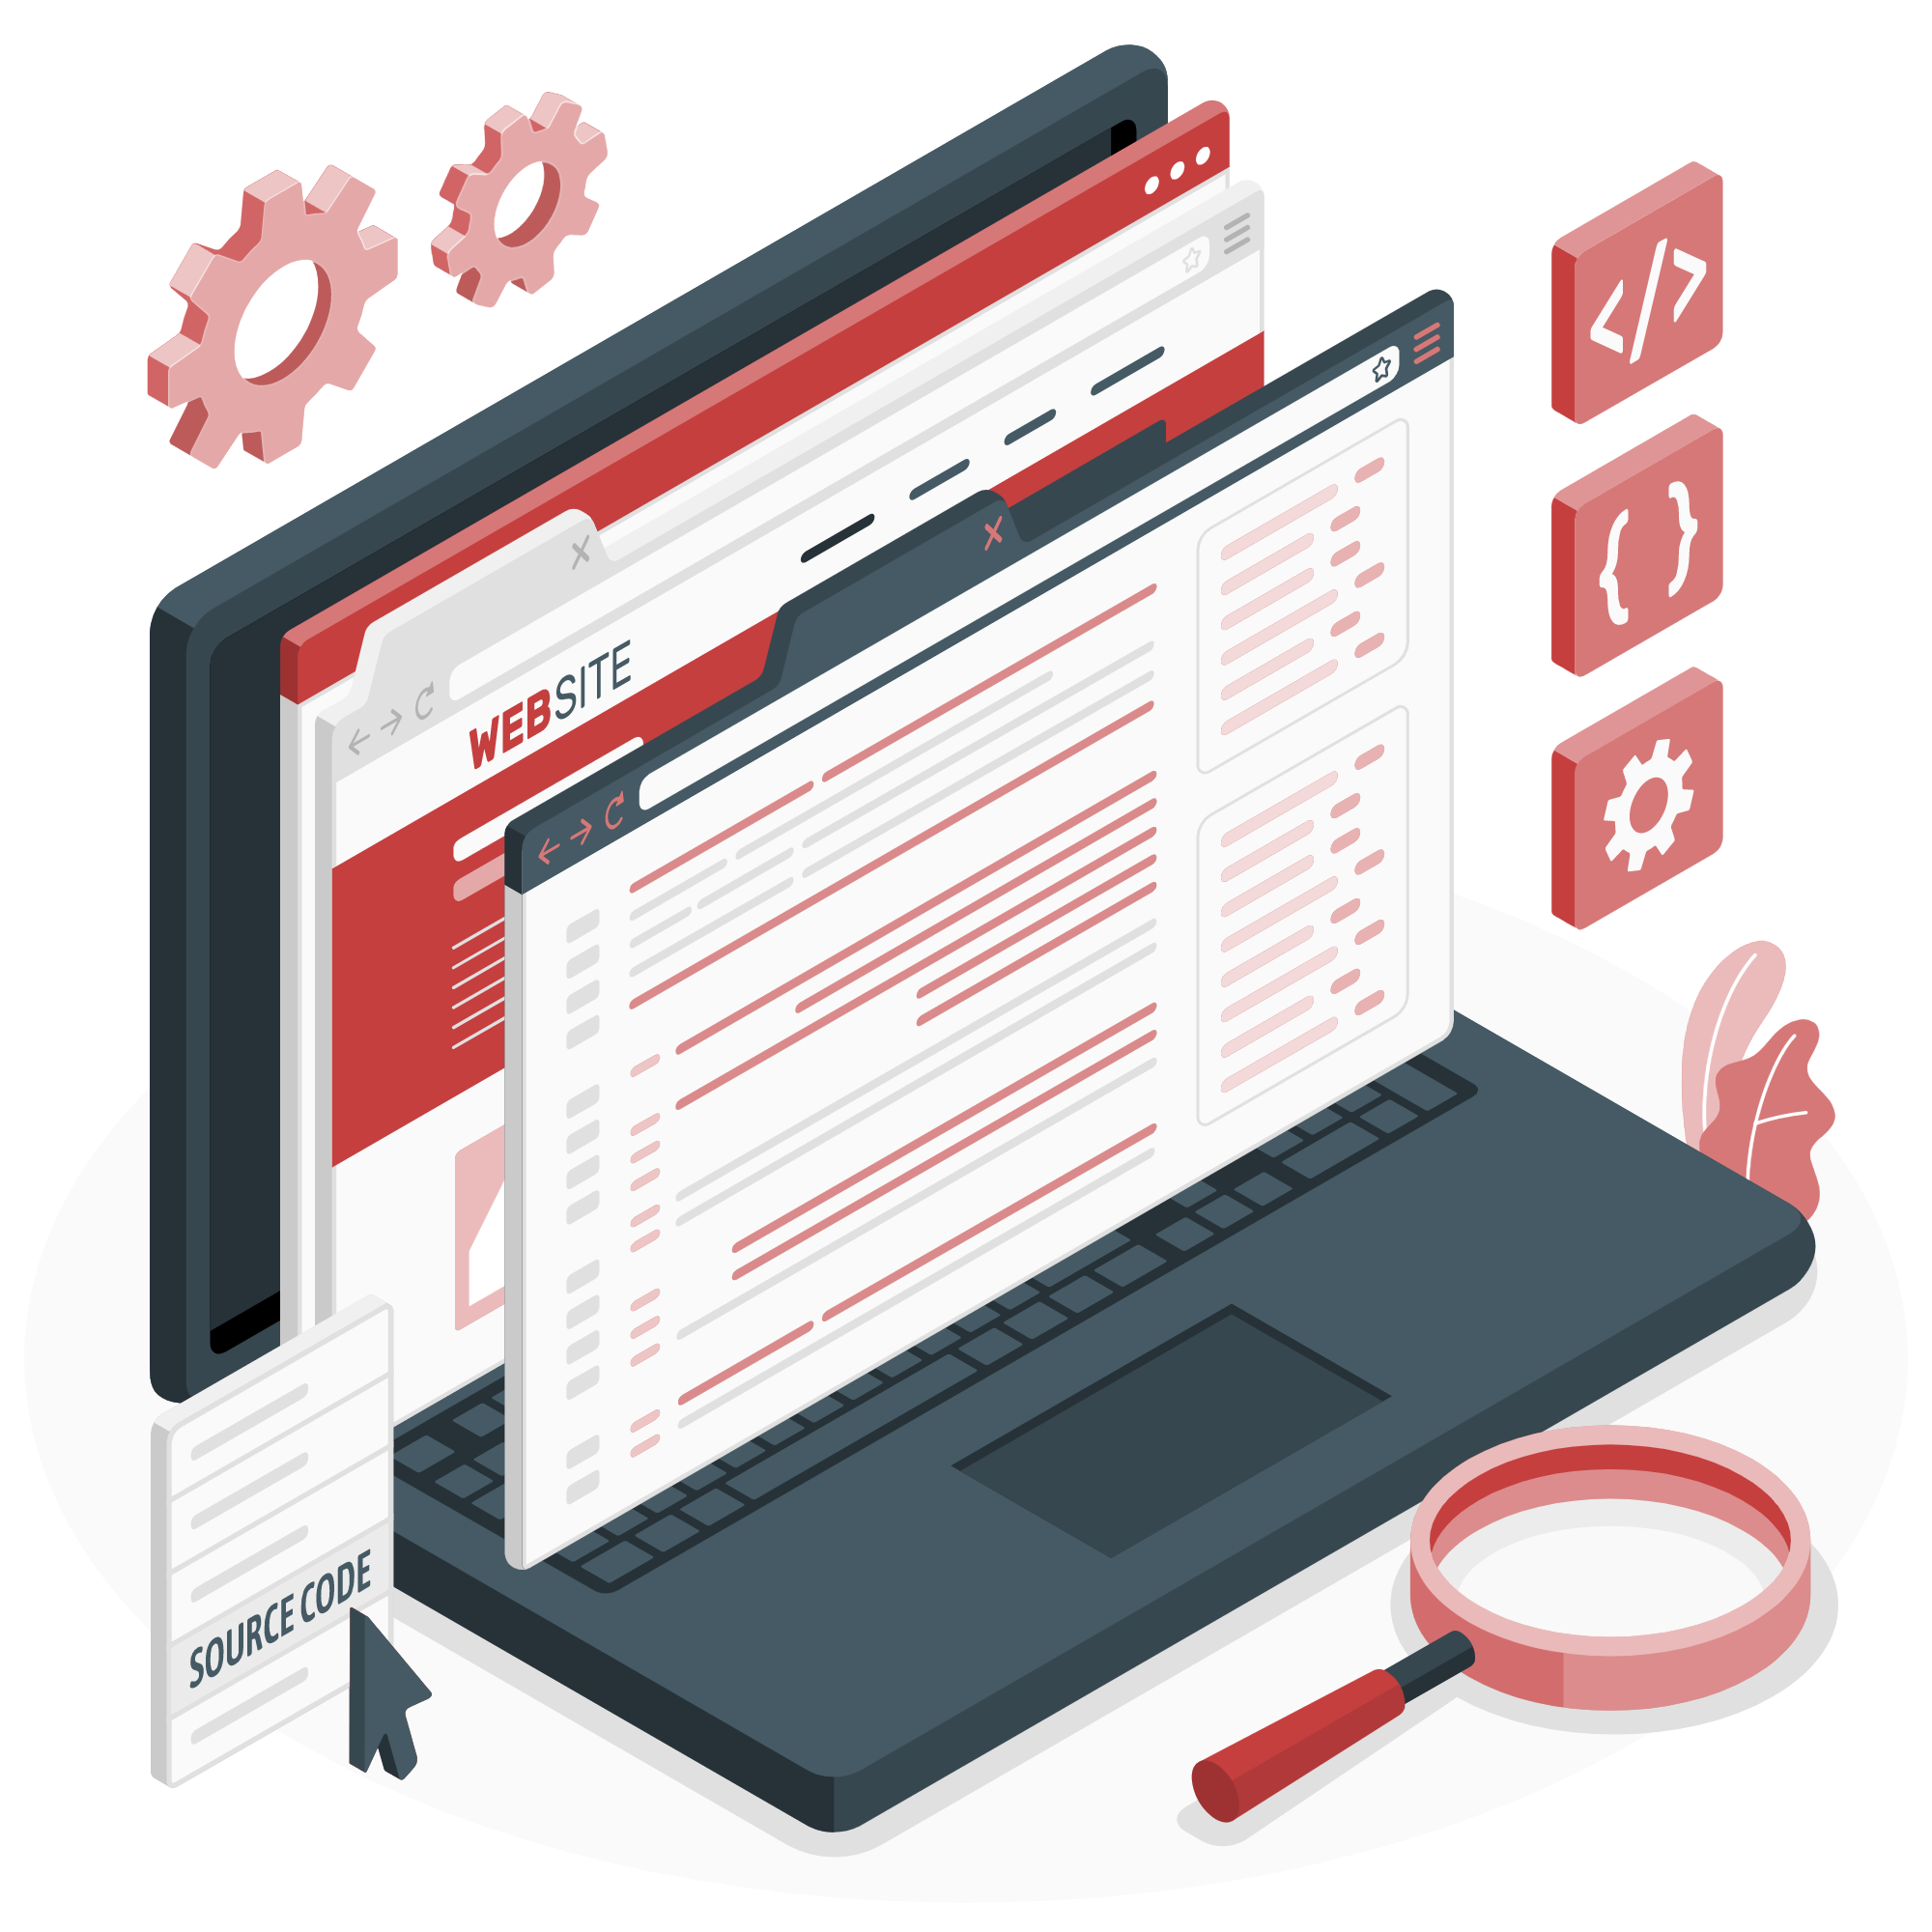 WEBSITE
</>
{ }
SOURCE CODE